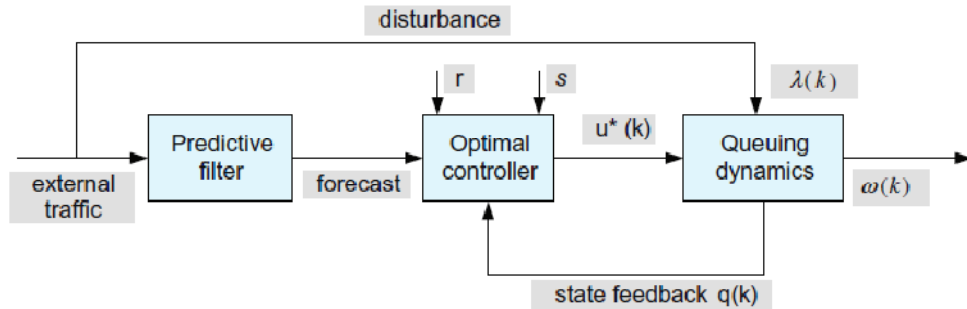 disturbance
r
s
λ(k)
Predictive
filter
Optimal
controller
u* (k)
Queuing
dynamics
external
traffic
forecast
ω(k)
state feedback q(k)